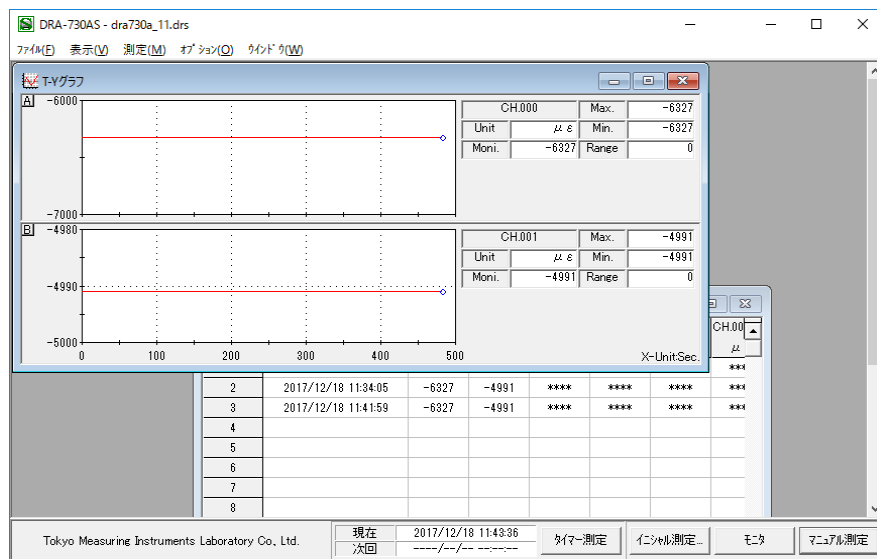 DRA-730AS - dra730a_11.drs
ﾌｧｲﾙ(F) 表示(V) 測定(M) ｵﾌﾟｼｮﾝ(O) ｳｲﾝﾄﾞｳ(W)
T-Yグラフ
A -6000 CH.000 Max. -6327
Unit μ ε Min. -6327
Moni. -6327 Range 0
-7000
B -4980 CH.001 Max. -4991
Unit μ ε Min. -4991
-4990 Moni. -4991 Range 0
-5000
0 100 200 300 400 500 X-Unit:Sec.
CH.00
μ
***
2 2017/12/18 11:34:05 -6327 -4991 **** **** **** ***
3 2017/12/18 11:41:59 -6327 -4991 **** **** **** ***
4
5
6
7
8
Tokyo Measuring Instruments Laboratory Co., Ltd. 現在 2017/12/18 11:43:36 ﾀｲﾏｰ測定 ｲﾆｼｬﾙ測定... ﾓﾆﾀ ﾏﾆｭｱﾙ測定
次回 ----/--/-- --:--:--